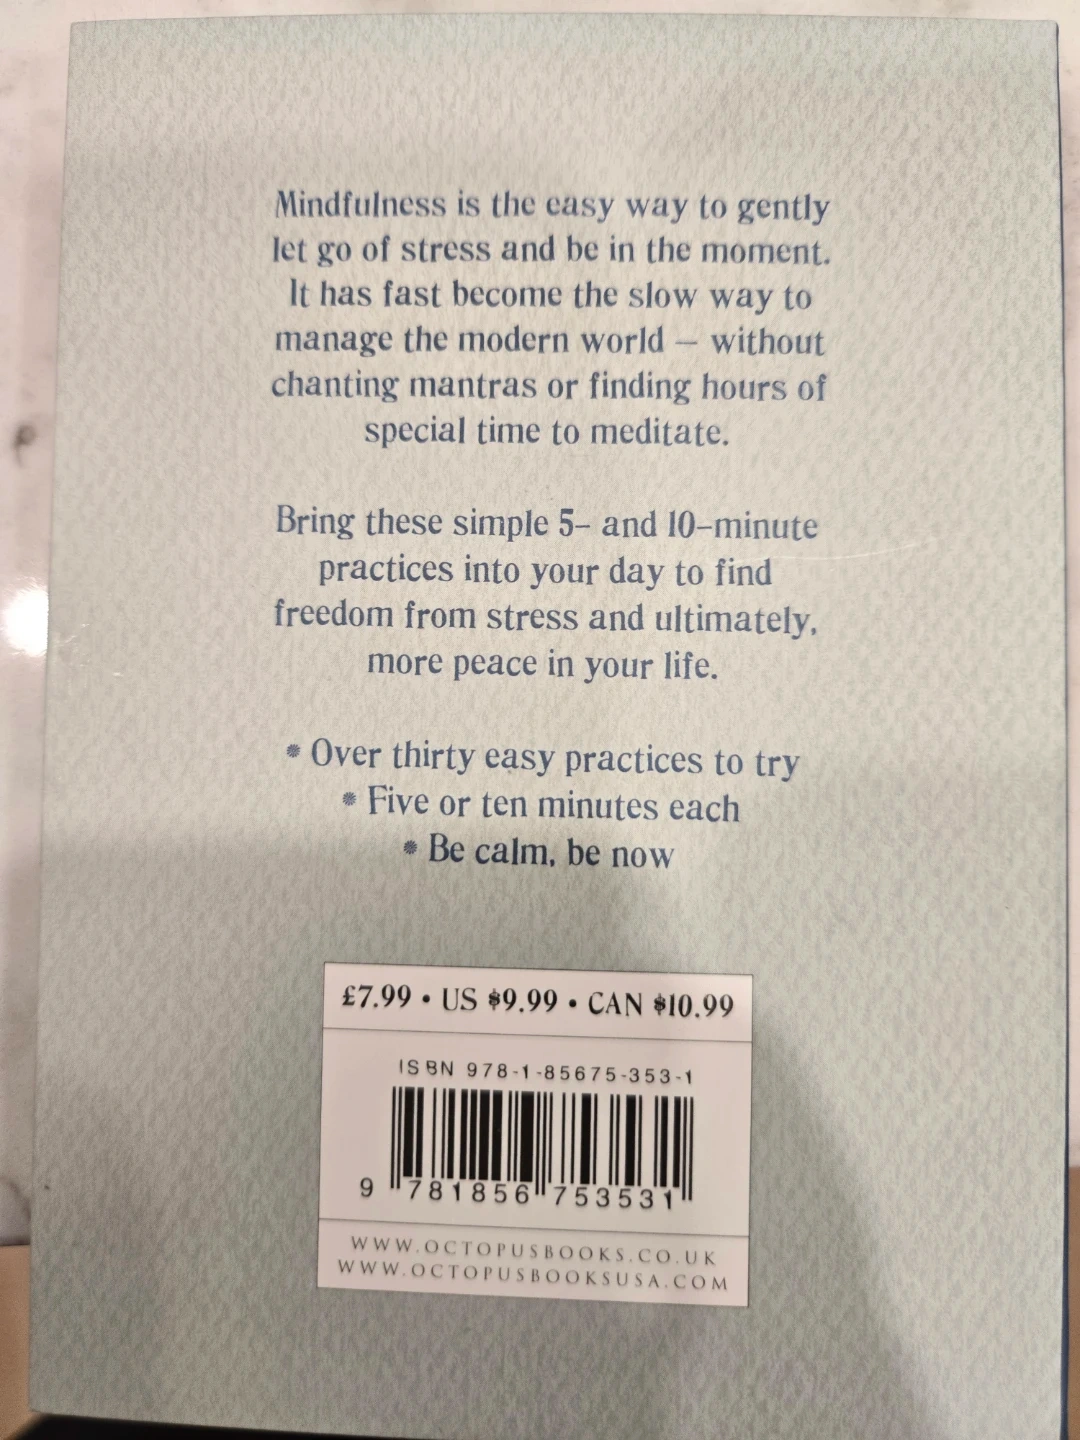 Mindfulness is the easy way to gently
let go of stress and be in the moment.
It has fast become the slow way to
manage the modern world – without
chanting mantras or finding hours of
special time to meditate.
Bring these simple 5- and 10-minute
practices into your day to find
freedom from stress and ultimately,
more peace in your life.
* Over thirty easy practices to try
* Five or ten minutes each
* Be calm, be now
£7.99 • US $9.99 • CAN $10.99
ISBN 978-1-85675-353-1
9 781856 753531
WWW.OCTOPUSBOOKS.CO.UK
WWW.OCTOPUSBOOKSUSA.COM